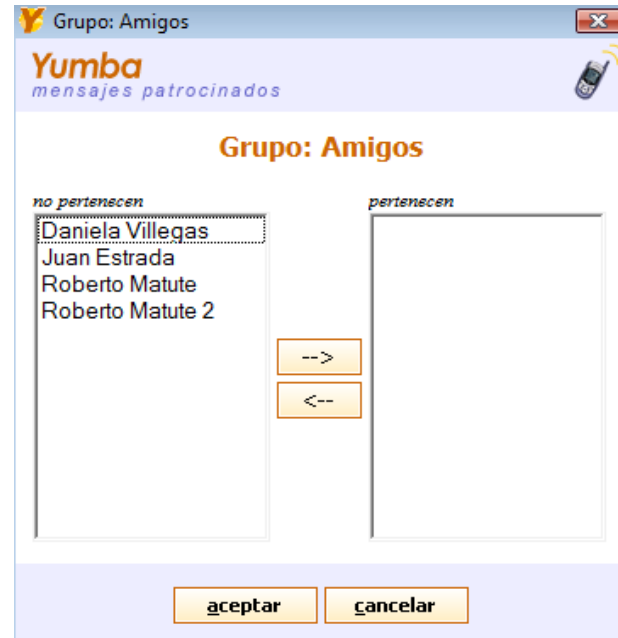 Grupo: Amigos
Yumba
mensajes patrocinados
Grupo: Amigos
no pertenecen
pertenecen
Daniela Villegas
Juan Estrada
Roberto Matute
Roberto Matute 2
-->
<--
aceptar
cancelar